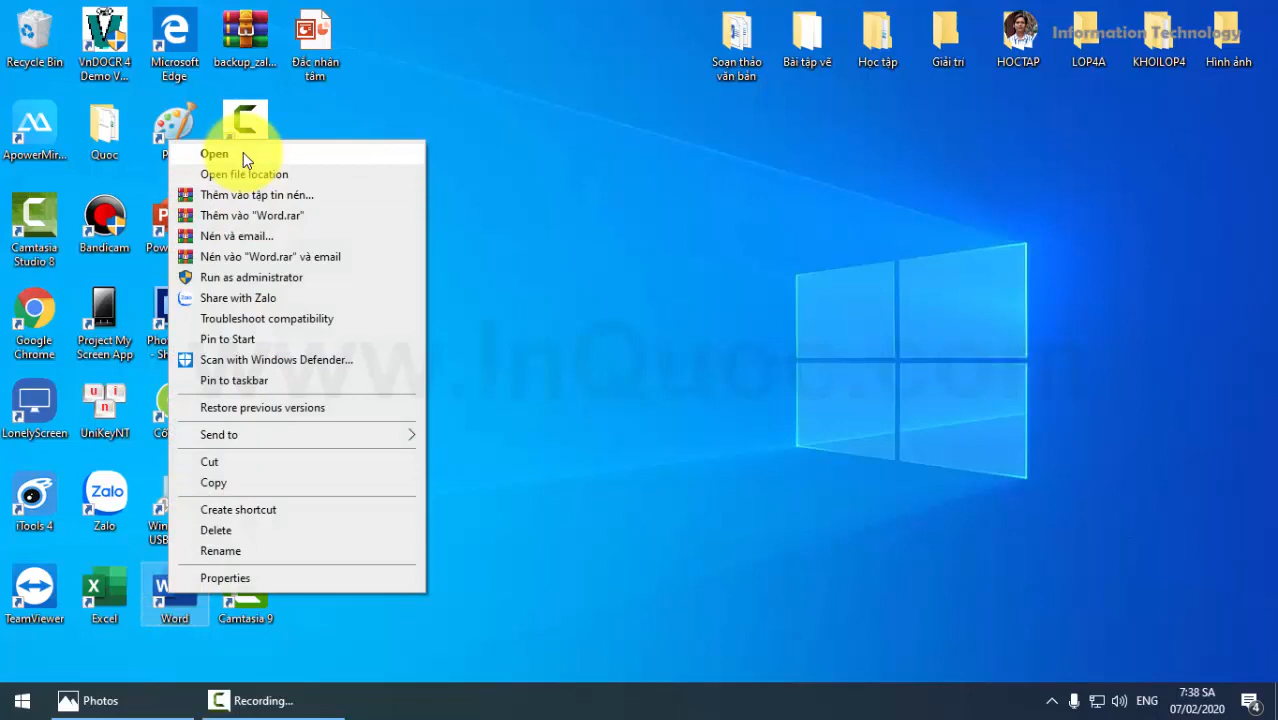 Recycle Bin
VnDOCR 4
Demo V...
Microsoft
Edge
backup_zal...
Đắc nhân
tâm
Soạn thảo
văn bản
Bài tập vẽ
Học tập
Giải trí
HOCTAP
LOP4A
KHOILOP4
Hình ảnh
Information Technology
ApowerMir...
Quoc
P
Camtasia
Studio 8
Bandicam
Pow
Google
Chrome
Project My
Screen App
Pho
- S
LonelyScreen
UniKeyNT
Cố
iTools 4
Zalo
Win
USB
TeamViewer
Excel
Word
Camtasia 9
Open
Open file location
Thêm vào tập tin nén...
Thêm vào "Word.rar"
Nén và email...
Nén vào "Word.rar" và email
Run as administrator
Share with Zalo
Troubleshoot compatibility
Pin to Start
Scan with Windows Defender...
Pin to taskbar
Restore previous versions
Send to
Cut
Copy
Create shortcut
Delete
Rename
Properties
www.InQuoc.com
Photos
Recording...
ENG
7:38 SA
07/02/2020
4